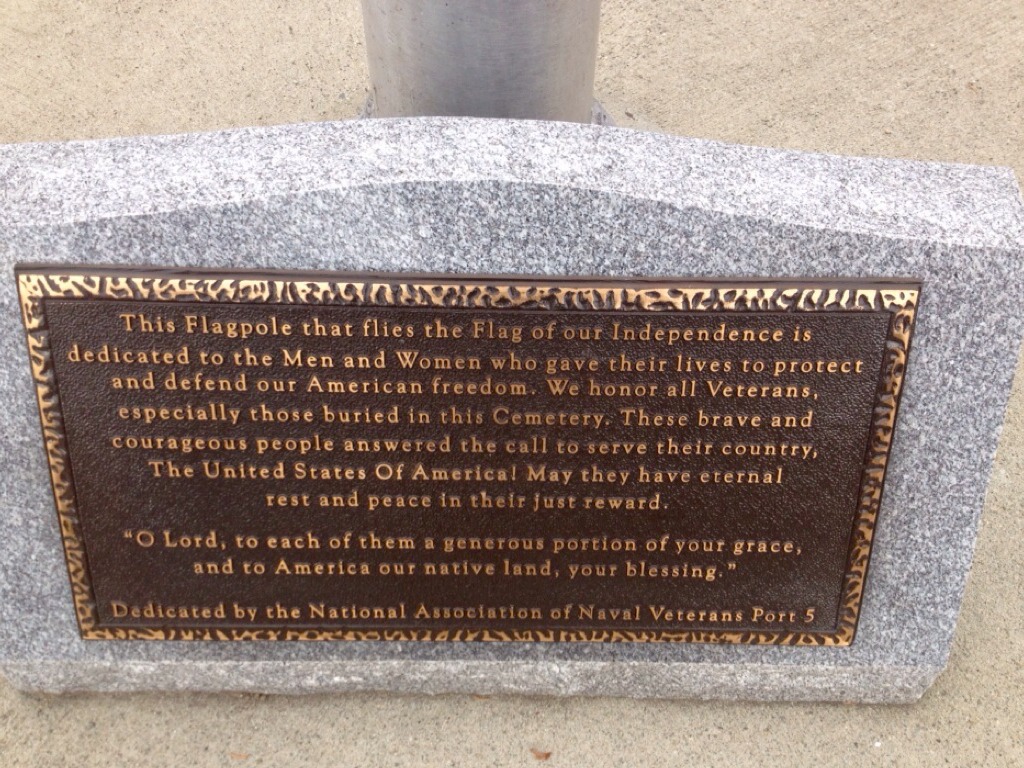 This Flagpole that flies the Flag of our Independence is
dedicated to the Men and Women who gave their lives to protect
and defend our American freedom. We honor all Veterans,
especially those buried in this Cemetery. These brave and
courageous people answered the call to serve their country,
The United States Of America! May they have eternal
rest and peace in their just reward.
“O Lord, to each of them a generous portion of your grace,
and to America our native land, your blessing.”
Dedicated by the National Association of Naval Veterans Port 5